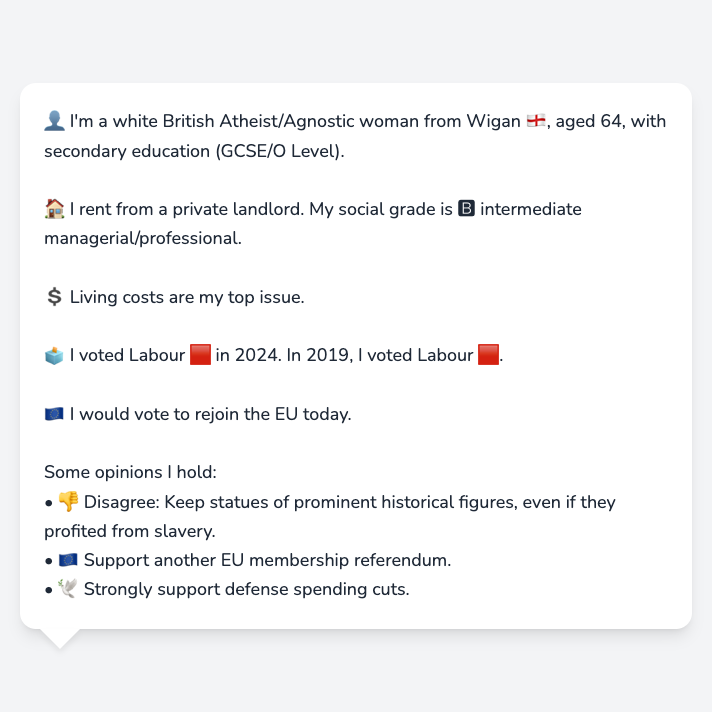 👤 I'm a white British Atheist/Agnostic woman from Wigan 🏴󠁧󠁢󠁥󠁮󠁧󠁿, aged 64, with
secondary education (GCSE/O Level).
🏠 I rent from a private landlord. My social grade is 🅱 intermediate
managerial/professional.
💲 Living costs are my top issue.
🗳️ I voted Labour 🟥 in 2024. In 2019, I voted Labour 🟥.
🇪🇺 I would vote to rejoin the EU today.
Some opinions I hold:
• 👎 Disagree: Keep statues of prominent historical figures, even if they
profited from slavery.
• 🇪🇺 Support another EU membership referendum.
• 🕊️ Strongly support defense spending cuts.